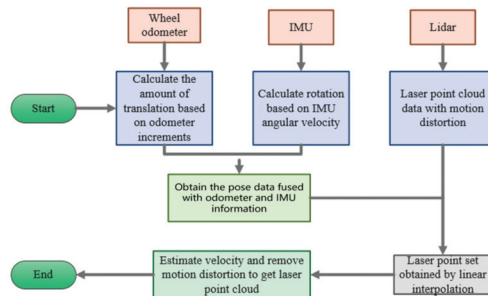 Wheel
odometer
IMU
Lidar
Start
Calculate the
amount of
translation based
on odometer
increments
Calculate rotation
based on IMU
angular velocity
Laser point cloud
data with motion
distortion
Obtain the pose data fused
with odometer and IMU
information
End
Estimate velocity and remove
motion distortion to get laser
point cloud
Laser point set
obtained by linear
interpolation